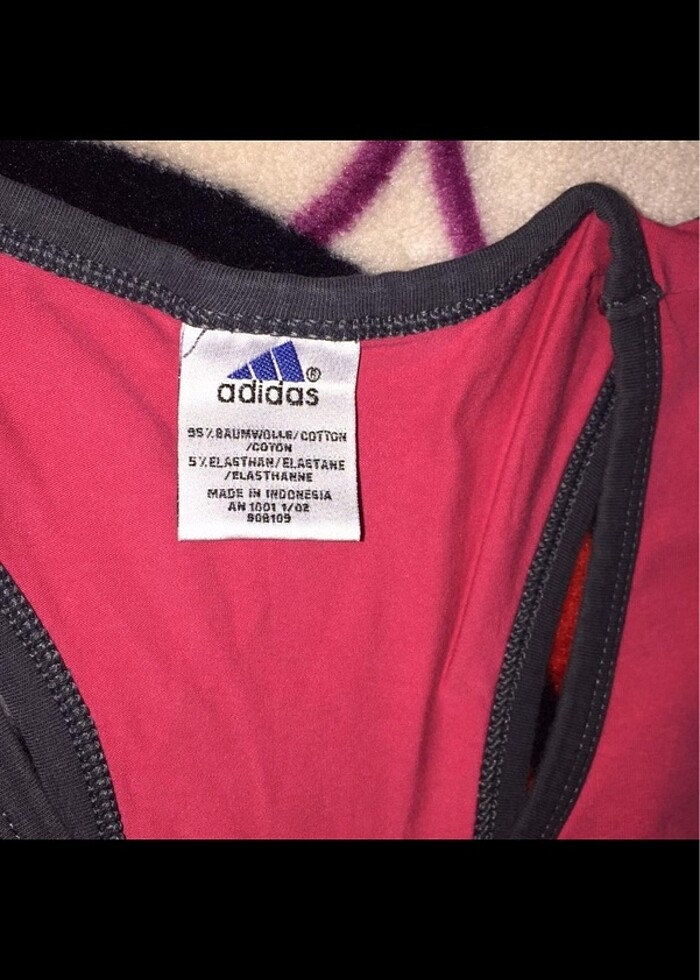 adidas®
95% BAUMWOLLE/COTTON
/COTON
5% ELASTHAN/ELASTANE
/ELASTHANNE
MADE IN INDONESIA
AN 1001 1/02
908109